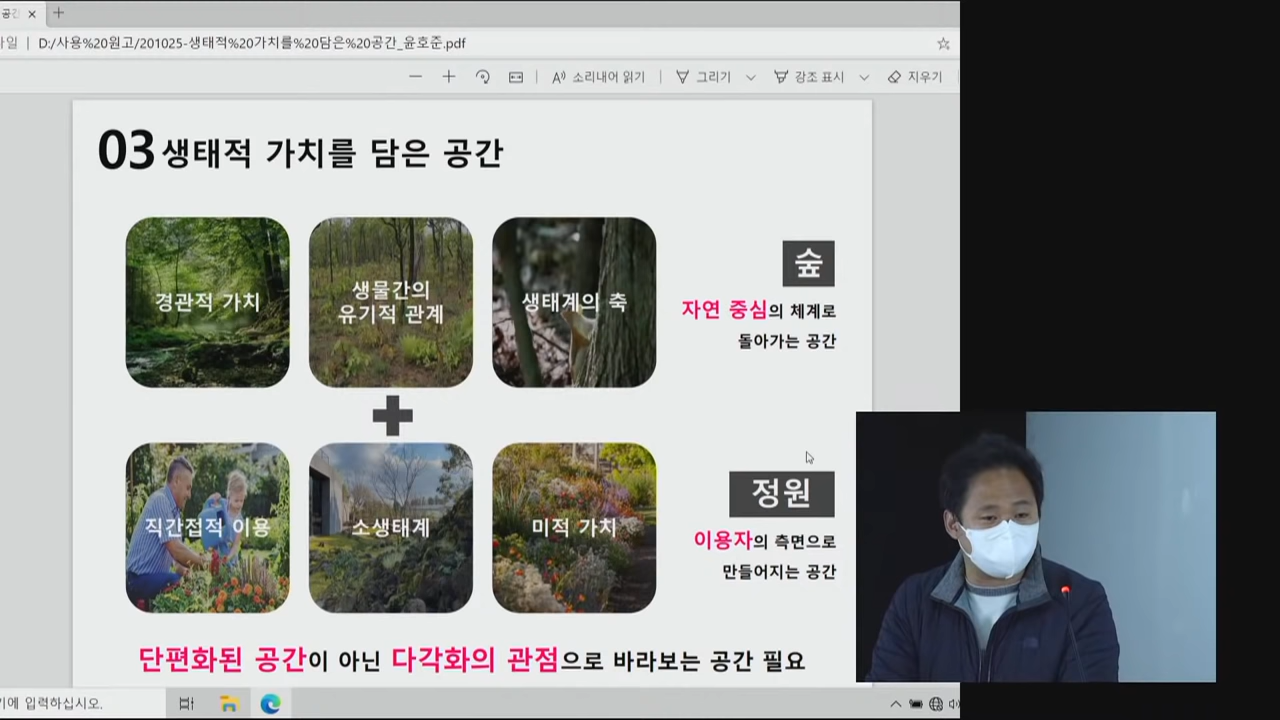 공간
D:/사용%20원고/201025-생태적%20가치를%20담은%20공간_윤호준.pdf
소리내어 읽기
그리기
강조 표시
지우기
03 생태적 가치를 담은 공간
경관적 가치
생물간의
유기적 관계
생태계의 축
숲
자연 중심의 체계로
돌아가는 공간
직간접적 이용
소생태계
미적 가치
정원
이용자의 측면으로
만들어지는 공간
단편화된 공간이 아닌 다각화의 관점으로 바라보는 공간 필요
입력하십시오.